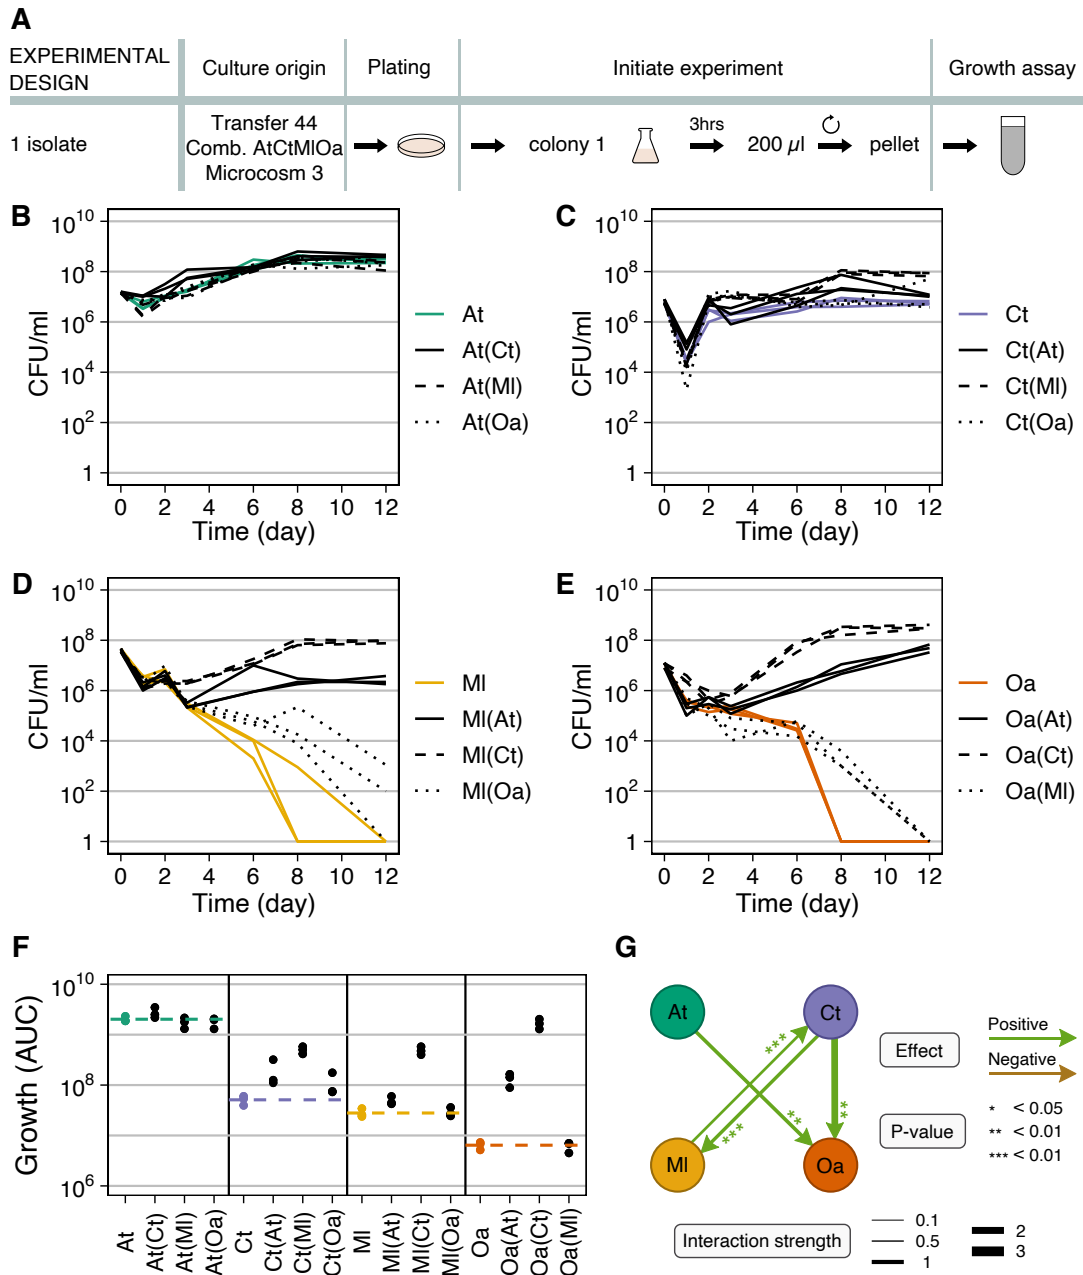 A
EXPERIMENTAL
DESIGN
Culture origin
Plating
Initiate experiment
Growth assay
1 isolate
Transfer 44
Comb. AtCtMlOa
Microcosm 3
colony 1
3hrs
200 µl
pellet
B
CFU/ml
10^10
10^8
10^6
10^4
10^2
1
0 2 4 6 8 10 12
Time (day)
At
At(Ct)
At(Ml)
At(Oa)
C
CFU/ml
10^10
10^8
10^6
10^4
10^2
1
0 2 4 6 8 10 12
Time (day)
Ct
Ct(At)
Ct(Ml)
Ct(Oa)
D
CFU/ml
10^10
10^8
10^6
10^4
10^2
1
0 2 4 6 8 10 12
Time (day)
Ml
Ml(At)
Ml(Ct)
Ml(Oa)
E
CFU/ml
10^10
10^8
10^6
10^4
10^2
1
0 2 4 6 8 10 12
Time (day)
Oa
Oa(At)
Oa(Ct)
Oa(Ml)
F
Growth (AUC)
10^10
10^8
10^6
At
At(Ct)
At(Ml)
At(Oa)
Ct
Ct(At)
Ct(Ml)
Ct(Oa)
Ml
Ml(At)
Ml(Ct)
Ml(Oa)
Oa
Oa(At)
Oa(Ct)
Oa(Ml)
G
At
Ct
Ml
Oa
***
***
**
**
Effect
Positive
Negative
P-value
* < 0.05
** < 0.01
*** < 0.01
Interaction strength
0.1
0.5
1
2
3